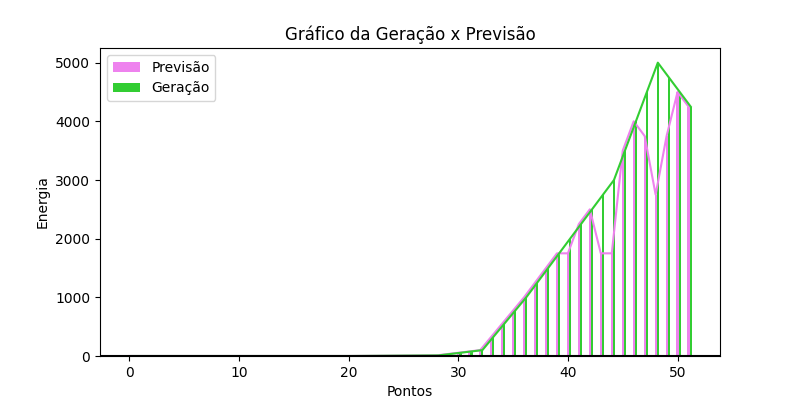 Gráfico da Geração x Previsão
Previsão
Geração
5000
4000
3000
2000
1000
0
Energia
0 10 20 30 40 50
Pontos